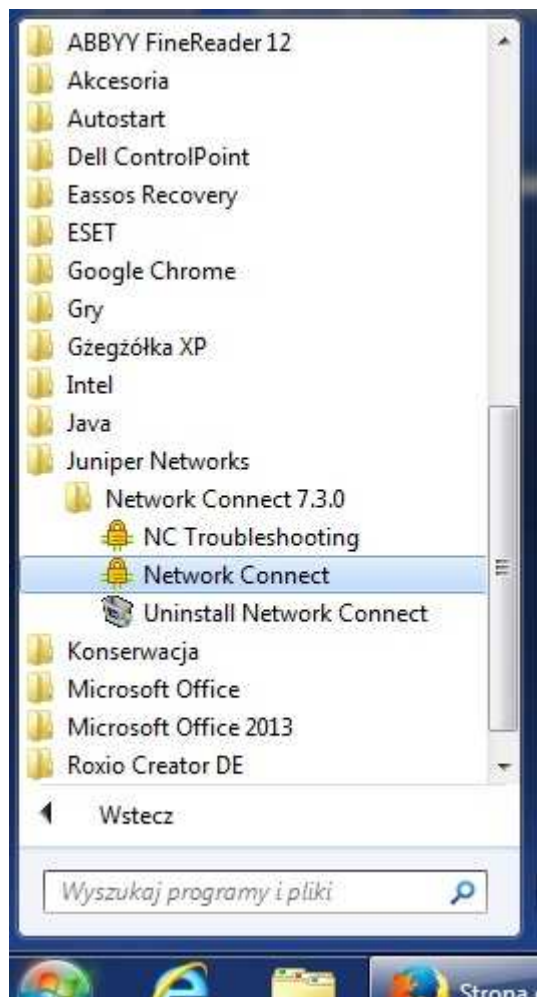 ABBYY FineReader 12
Akcesoria
Autostart
Dell ControlPoint
Eassos Recovery
ESET
Google Chrome
Gry
Gżegżółka XP
Intel
Java
Juniper Networks
Network Connect 7.3.0
NC Troubleshooting
Network Connect
Uninstall Network Connect
Konserwacja
Microsoft Office
Microsoft Office 2013
Roxio Creator DE
Wstecz
Wyszukaj programy i pliki
Strona